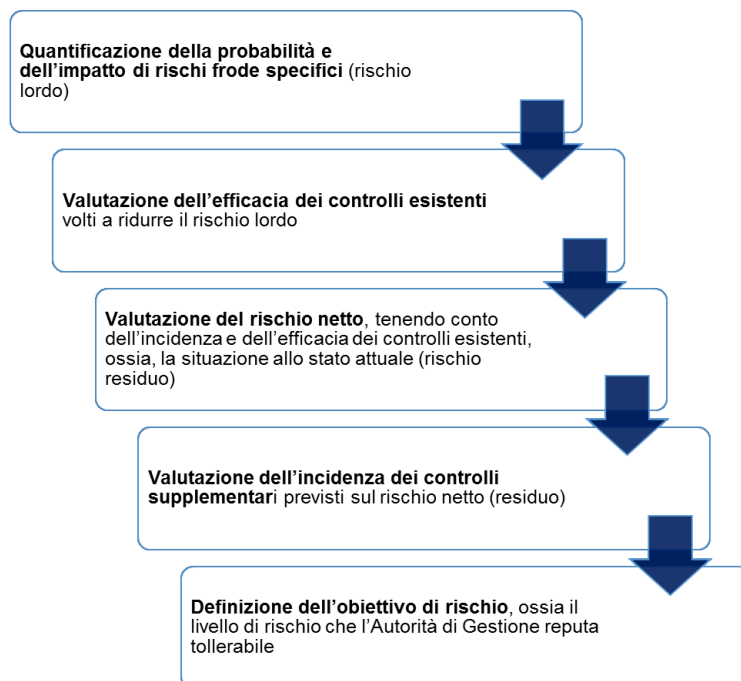 Quantificazione della probabilità e
dell'impatto di rischi frode specifici (rischio
lordo)
Valutazione dell'efficacia dei controlli esistenti
volti a ridurre il rischio lordo
Valutazione del rischio netto, tenendo conto
dell'incidenza e dell'efficacia dei controlli esistenti,
ossia, la situazione allo stato attuale (rischio
residuo)
Valutazione dell'incidenza dei controlli
supplementari previsti sul rischio netto (residuo)
Definizione dell'obiettivo di rischio, ossia il
livello di rischio che l'Autorità di Gestione reputa
tollerabile